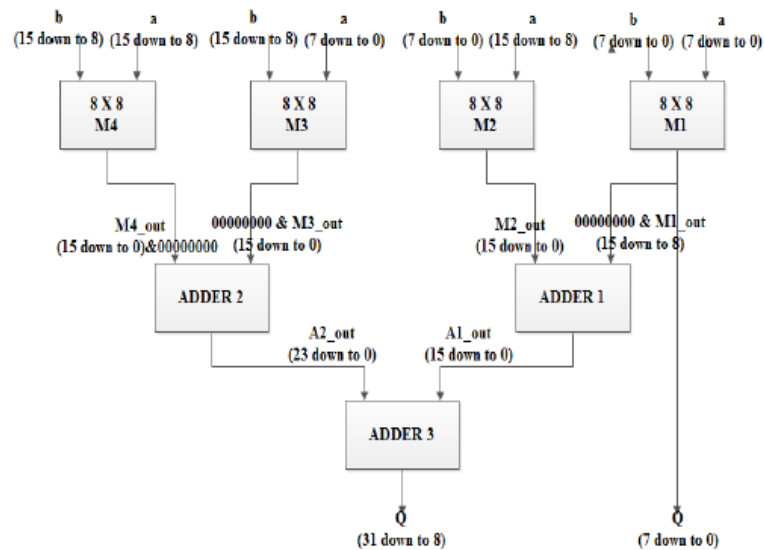 b a b a b a b a
(15 down to 8) (15 down to 8) (15 down to 8) (7 down to 0) (7 down to 0) (15 down to 8) (7 down to 0) (7 down to 0)
8 X 8 8 X 8 8 X 8 8 X 8
M4 M3 M2 M1
M4_out 00000000 & M3_out M2_out 00000000 & M1_out
(15 down to 0)&00000000 (15 down to 0) (15 down to 0) (15 down to 8)
ADDER 2 ADDER 1
A2_out A1_out
(23 down to 0) (15 down to 0)
ADDER 3
Q Q
(31 down to 8) (7 down to 0)